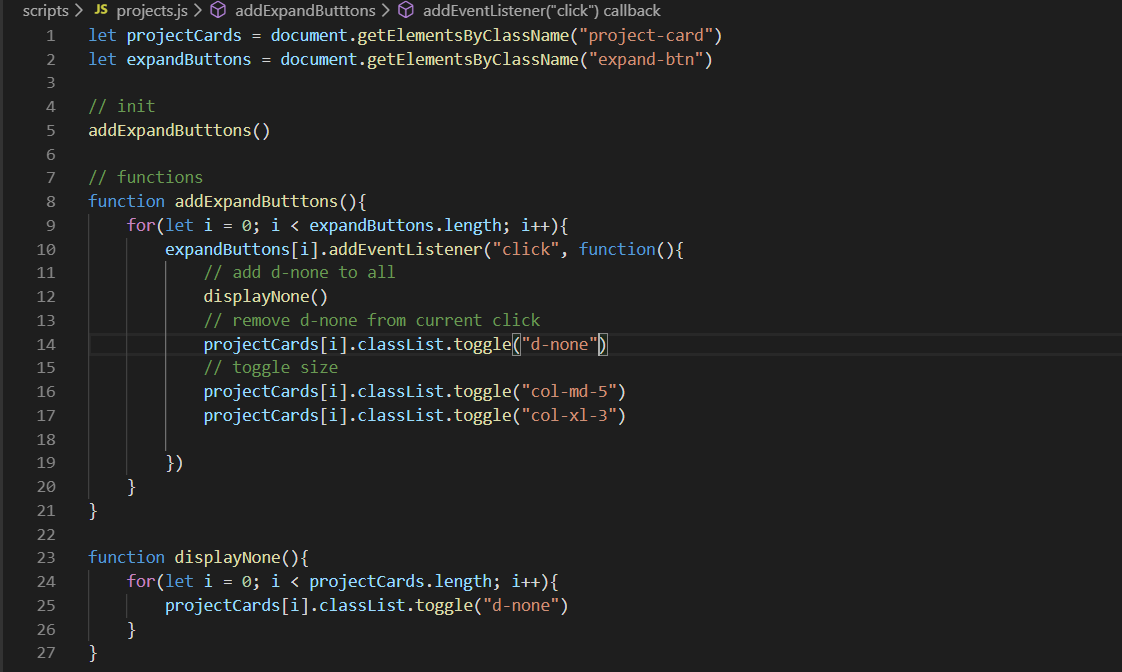 scripts > JS projects.js > addExpandButttons > addEventListener("click") callback
1 let projectCards = document.getElementsByClassName("project-card")
2 let expandButtons = document.getElementsByClassName("expand-btn")
3
4 // init
5 addExpandButttons()
6
7 // functions
8 function addExpandButttons(){
9     for(let i = 0; i < expandButtons.length; i++){
10         expandButtons[i].addEventListener("click", function(){
11             // add d-none to all
12             displayNone()
13             // remove d-none from current click
14             projectCards[i].classList.toggle("d-none")
15             // toggle size
16             projectCards[i].classList.toggle("col-md-5")
17             projectCards[i].classList.toggle("col-xl-3")
18
19         })
20     }
21 }
22
23 function displayNone(){
24     for(let i = 0; i < projectCards.length; i++){
25         projectCards[i].classList.toggle("d-none")
26     }
27 }